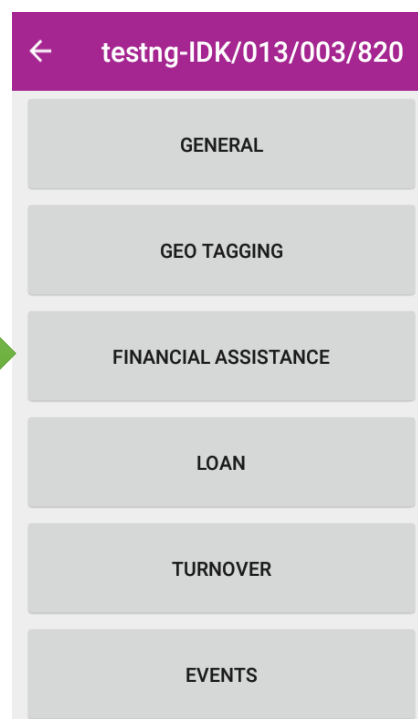 testng-IDK/013/003/820
GENERAL
GEO TAGGING
FINANCIAL ASSISTANCE
LOAN
TURNOVER
EVENTS